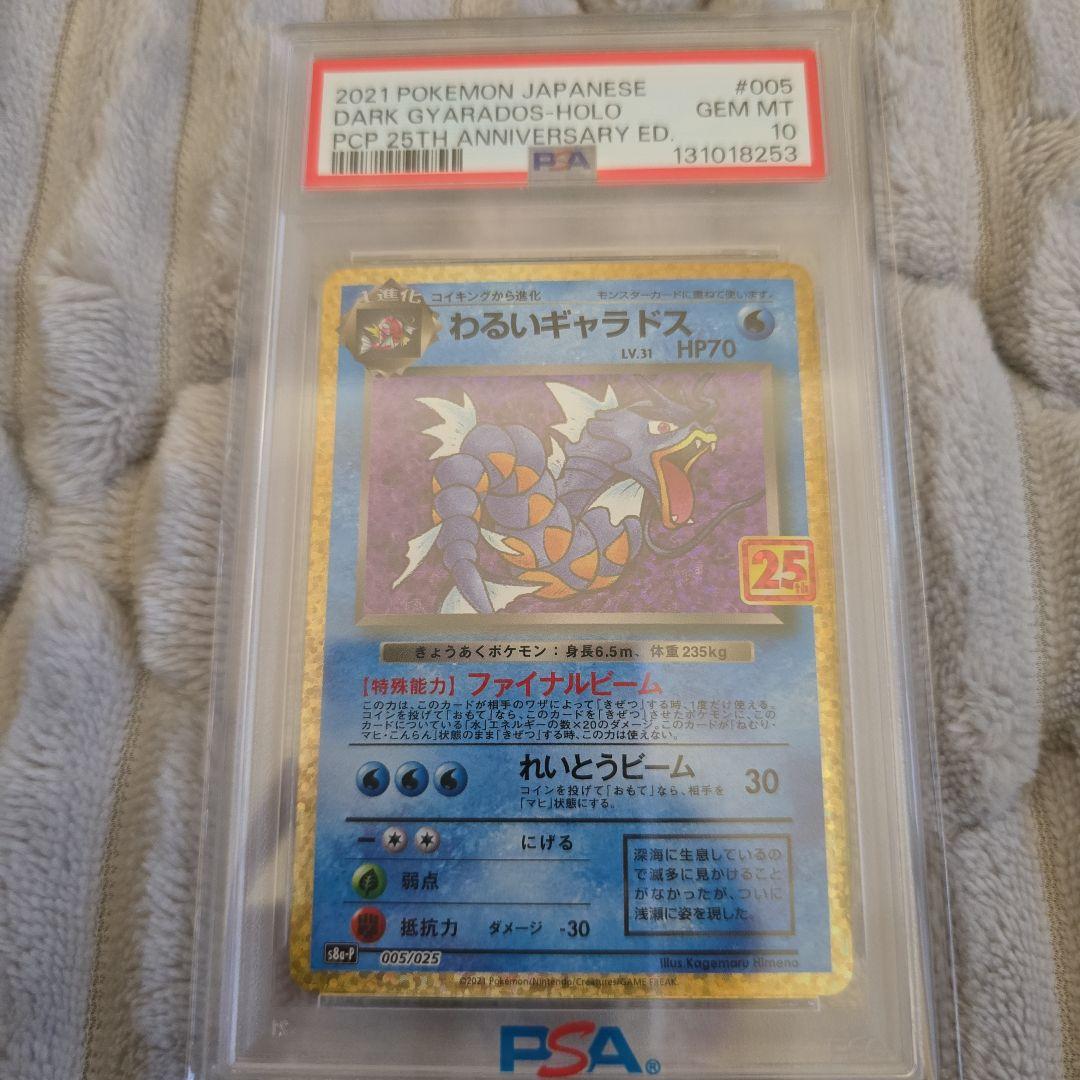 2021 POKEMON JAPANESE #005
DARK GYARADOS-HOLO GEM MT
PCP 25TH ANNIVERSARY ED. 10
PSA 131018253
1進化 コイキングから進化 モンスターカードに重ねて使います。
わるいギャラドス
LV.31 HP70
25th
きょうあくポケモン：身長6.5m、体重235kg
【特殊能力】ファイナルビーム
この力は、このカードが相手のワザによって「きぜつ」する時、1度だけ使える。
コインを投げて「おもて」なら、このカードを「きぜつ」させたポケモンに、この
カードについている「水」エネルギーの数×20のダメージ。このカードが「ねむり・
マヒ・こんらん」状態のまま「きぜつ」する時、この力は使えない。
れいとうビーム 30
コインを投げて「おもて」なら、相手を
「マヒ」状態にする。
にげる
弱点
抵抗力 ダメージ -30
深海に生息しているの
で滅多に見かけること
がなかったが、ついに
浅瀬に姿を現した。
s8a-P 005/025
Illus Kagemaru Himeno
©2021 Pokémon/Nintendo/Creatures/GAME FREAK.
PSA®